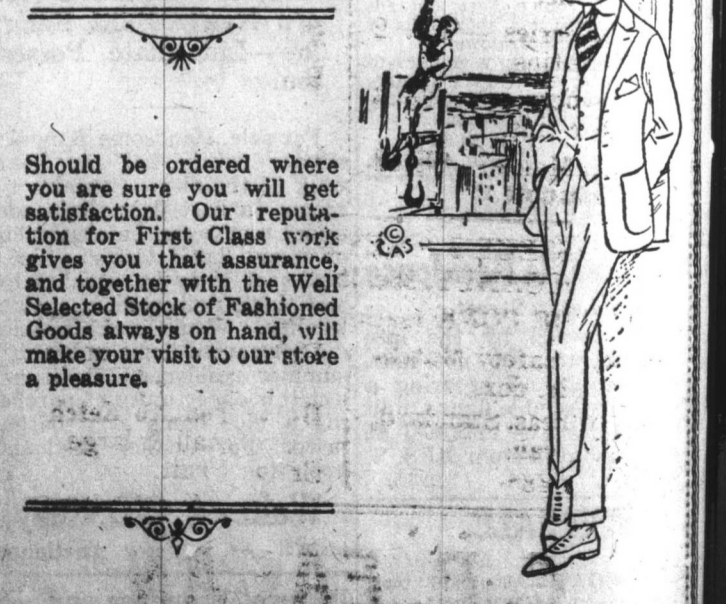 Should be ordered where
you are sure you will get
satisfaction. Our reputa-
tion for First Class work
gives you that assurance,
and together with the Well
Selected Stock of Fashioned
Goods always on hand, will
make your visit to our store
a pleasure.
©
CAS